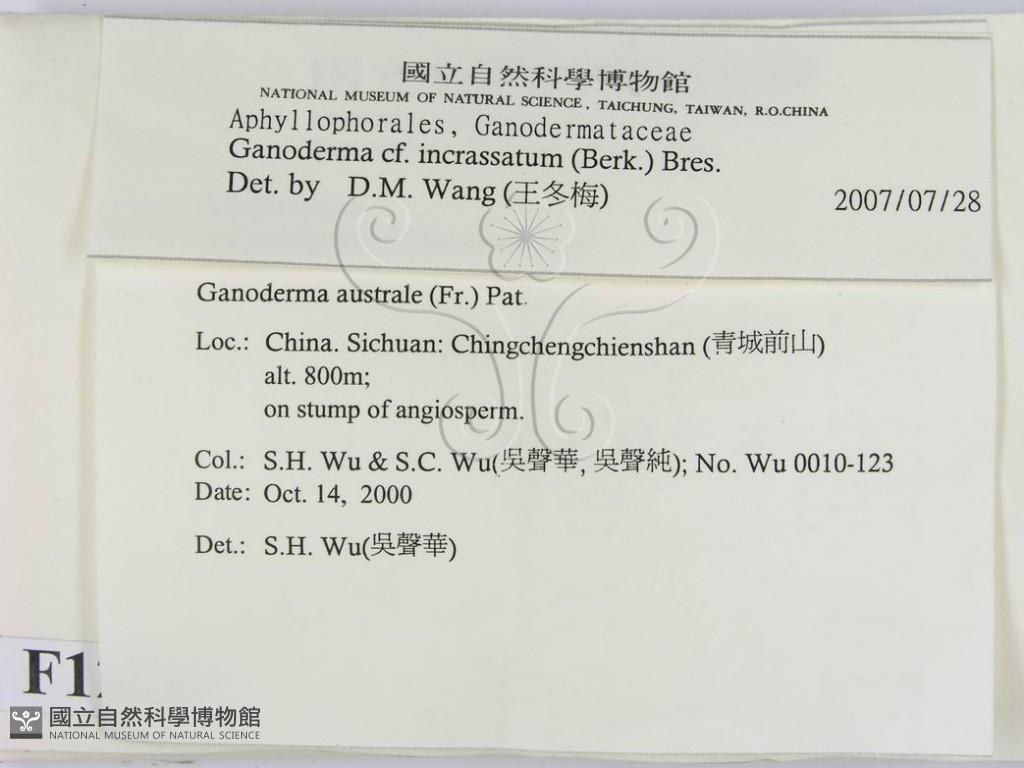 國立自然科學博物館
NATIONAL MUSEUM OF NATURAL SCIENCE, TAICHUNG, TAIWAN, R.O.CHINA
Aphyllophorales, Ganodermataceae
Ganoderma cf. incrassatum (Berk.) Bres.
Det. by D.M. Wang (王冬梅) 2007/07/28
Ganoderma australe (Fr.) Pat.
Loc.: China. Sichuan: Chingchengchienshan (青城前山)
alt. 800m;
on stump of angiosperm.
Col.: S.H. Wu & S.C. Wu(吳聲華, 吳聲純); No. Wu 0010-123
Date: Oct. 14, 2000
Det.: S.H. Wu(吳聲華)
國立自然科學博物館
NATIONAL MUSEUM OF NATURAL SCIENCE